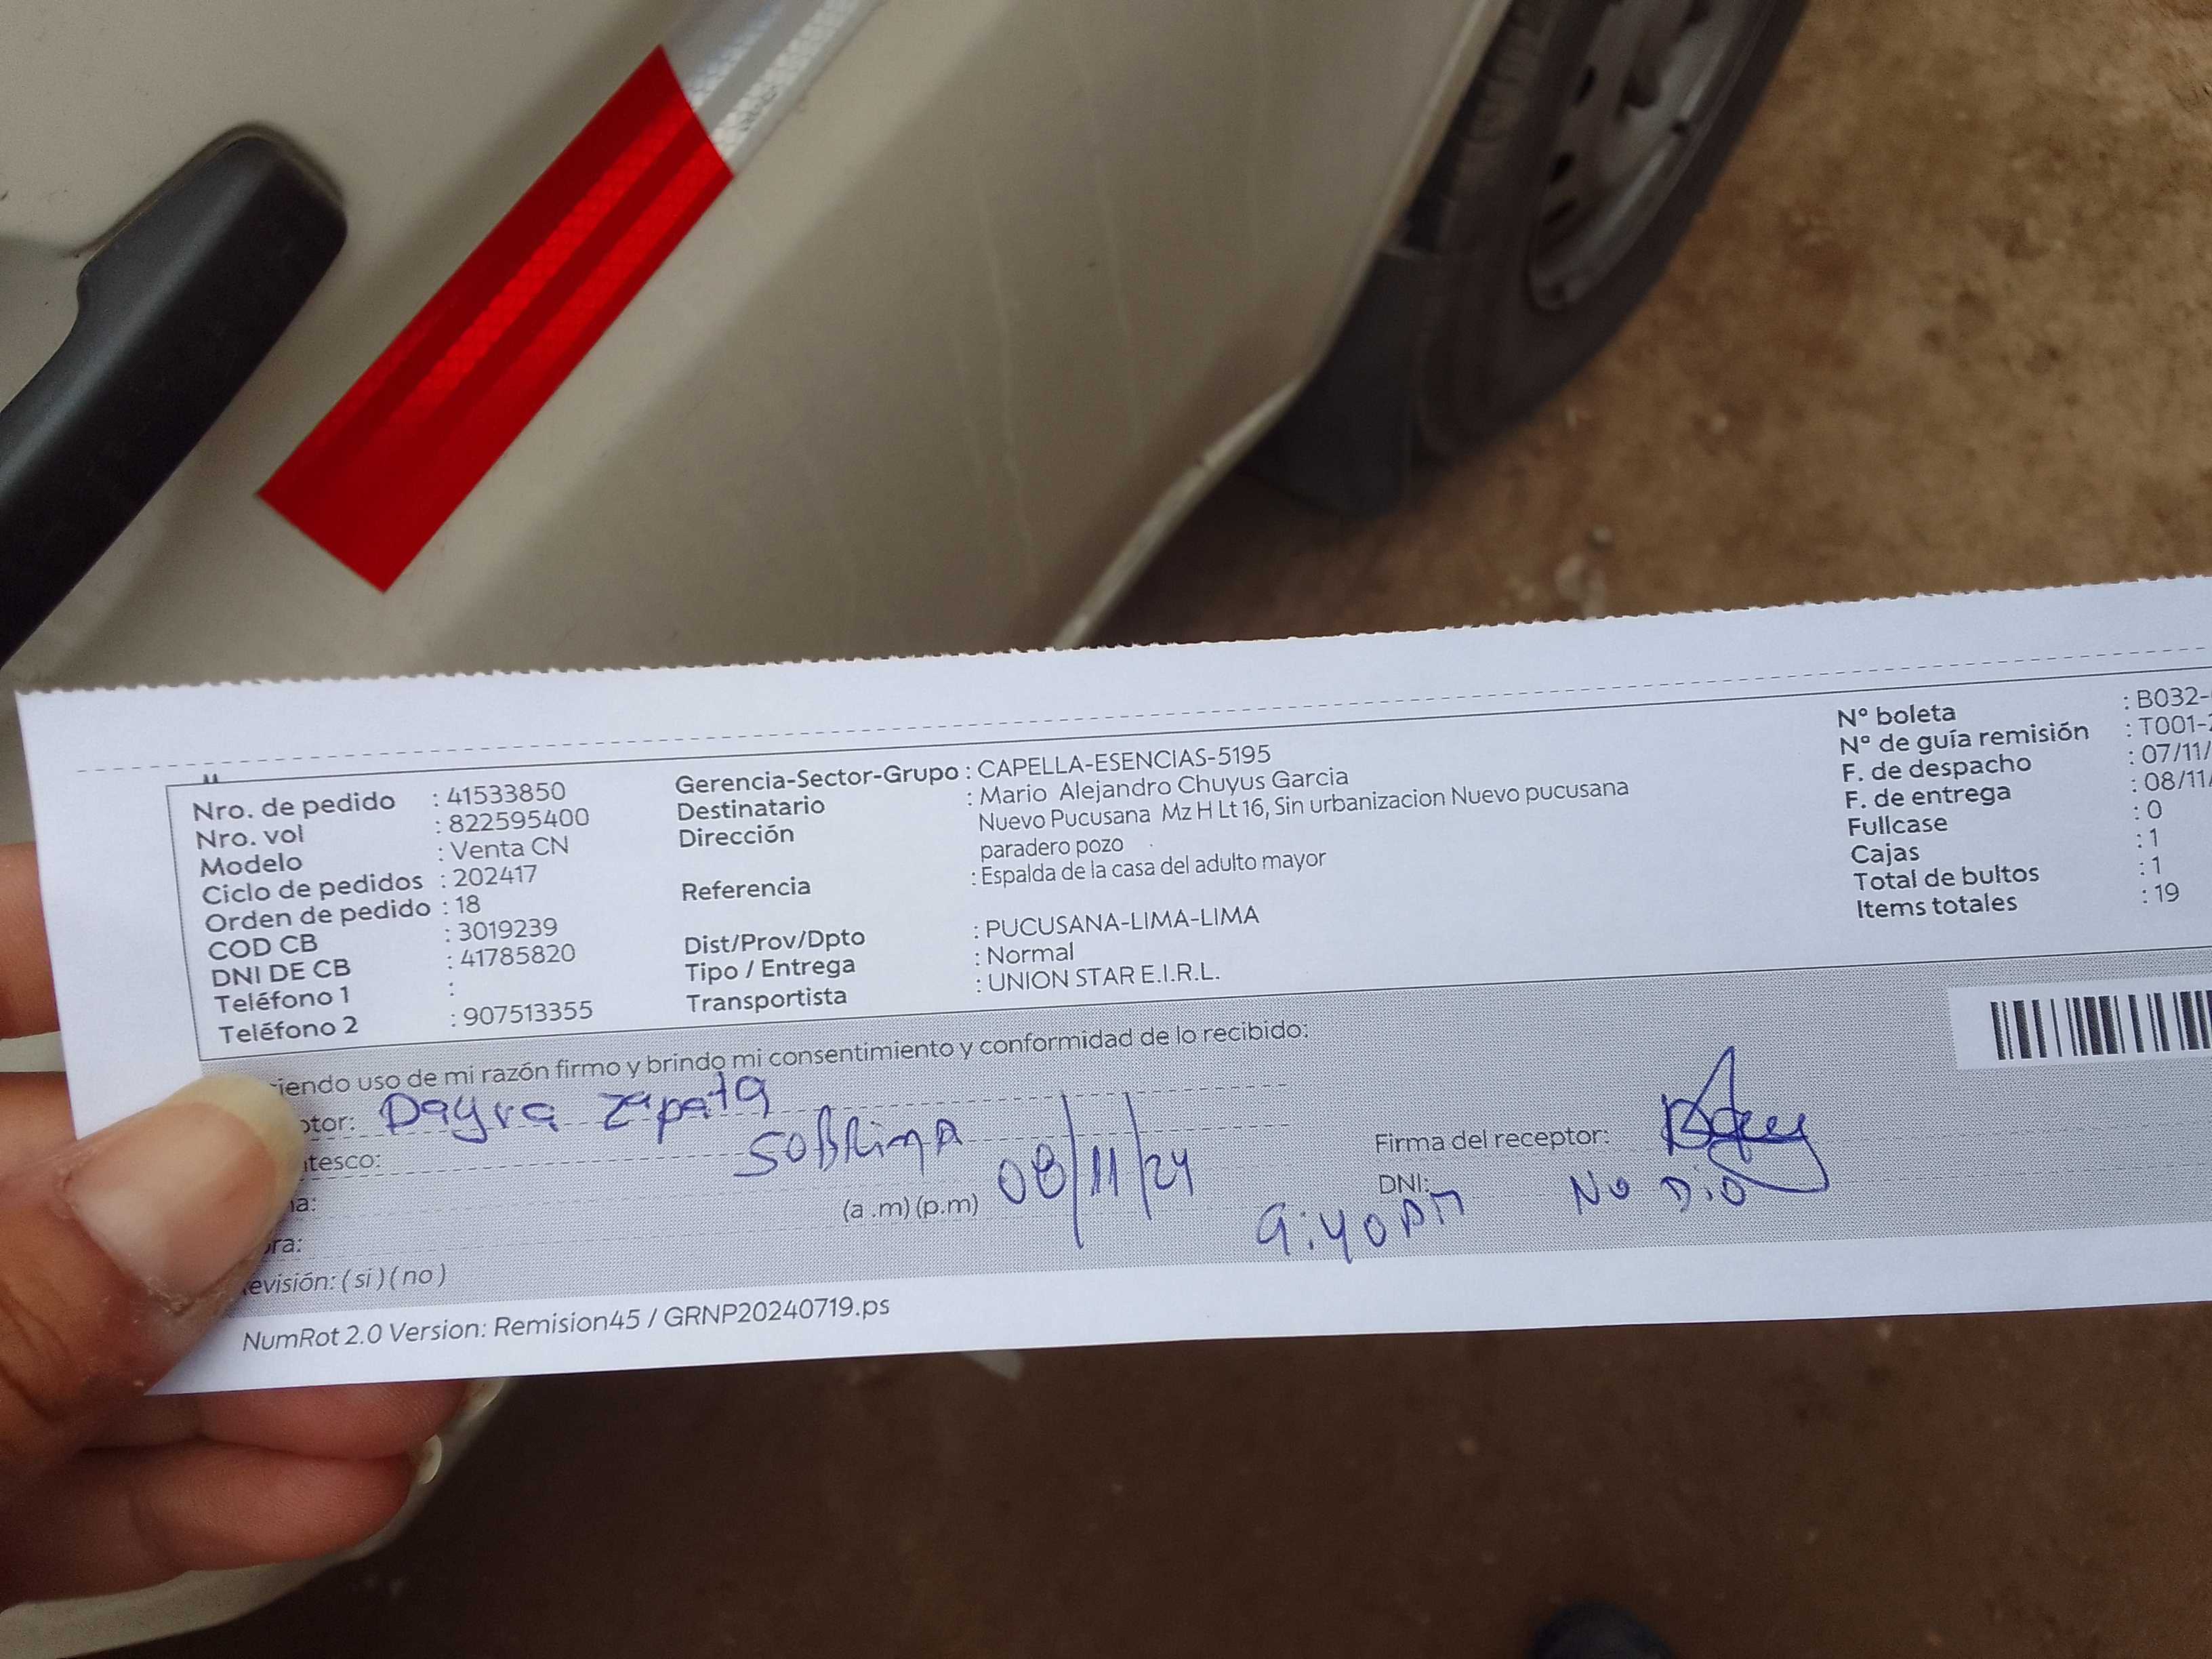 Nro. de pedido : 41533850
Nro. vol : 822595400
Modelo : Venta CN
Ciclo de pedidos : 202417
Orden de pedido : 18
COD CB : 3019239
DNI DE CB : 41785820
Teléfono 1 :
Teléfono 2 : 907513355
Gerencia-Sector-Grupo : CAPELLA-ESENCIAS-5195
Destinatario : Mario Alejandro Chuyus Garcia
Dirección Nuevo Pucusana Mz H Lt 16, Sin urbanizacion Nuevo pucusana
paradero pozo
Referencia : Espalda de la casa del adulto mayor
Dist/Prov/Dpto : PUCUSANA-LIMA-LIMA
Tipo / Entrega : Normal
Transportista : UNION STAR E.I.R.L.
N° boleta : B032-
N° de guía remisión : T001-
F. de despacho : 07/11/
F. de entrega : 08/11/
Fullcase : 0
Cajas : 1
Total de bultos : 1
Items totales : 19
iendo uso de mi razón firmo y brindo mi consentimiento y conformidad de lo recibido:
ptor: Dayra Zapata
tesco: SOBRINA
a: (a .m) (p.m) 08/11/24
ra:
evisión: ( si ) ( no )
Firma del receptor:
DNI: No Dio
9:40
NumRot 2.0 Version: Remision45 / GRNP20240719.ps